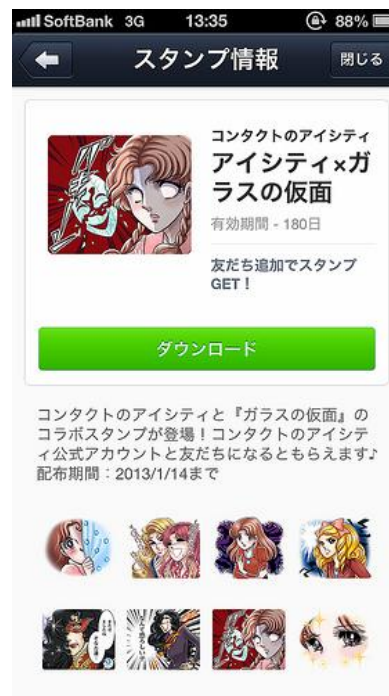 SoftBank 3G 13:35 88%
スタンプ情報
閉じる
コンタクトのアイシティ
アイシティ×ガ
ラスの仮面
有効期間 - 180日
友だち追加でスタンプ
GET！
ダウンロード
コンタクトのアイシティと『ガラスの仮面』の
コラボスタンプが登場！コンタクトのアイシテ
ィ公式アカウントと友だちになるともらえます♪
配布期間：2013/1/14まで